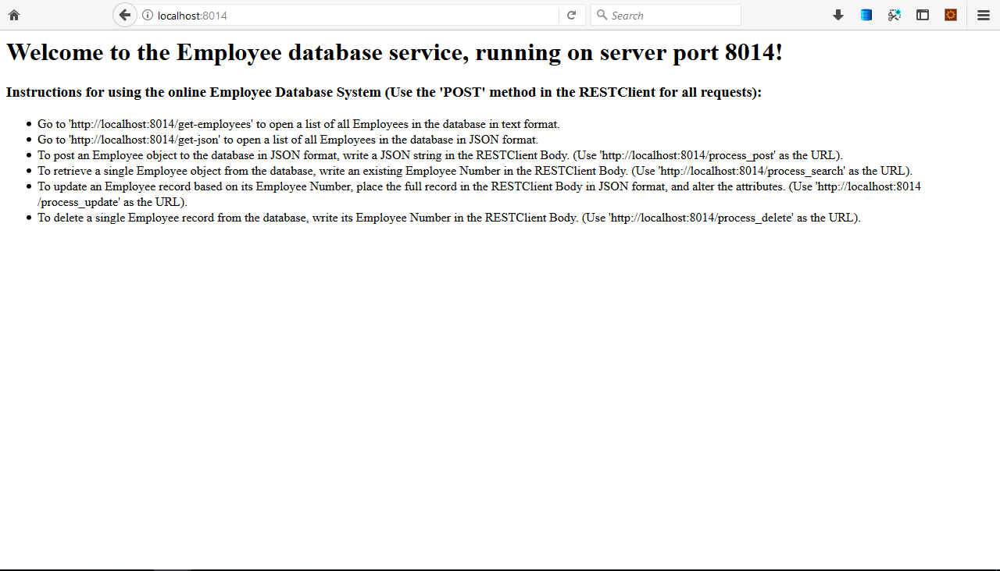 localhost:8014
Search
Welcome to the Employee database service, running on server port 8014!
Instructions for using the online Employee Database System (Use the 'POST' method in the RESTClient for all requests):
Go to 'http://localhost:8014/get-employees' to open a list of all Employees in the database in text format.
Go to 'http://localhost:8014/get-json' to open a list of all Employees in the database in JSON format.
To post an Employee object to the database in JSON format, write a JSON string in the RESTClient Body. (Use 'http://localhost:8014/process_post' as the URL).
To retrieve a single Employee object from the database, write an existing Employee Number in the RESTClient Body. (Use 'http://localhost:8014/process_search' as the URL).
To update an Employee record based on its Employee Number, place the full record in the RESTClient Body in JSON format, and alter the attributes. (Use 'http://localhost:8014
/process_update' as the URL).
To delete a single Employee record from the database, write its Employee Number in the RESTClient Body. (Use 'http://localhost:8014/process_delete' as the URL).